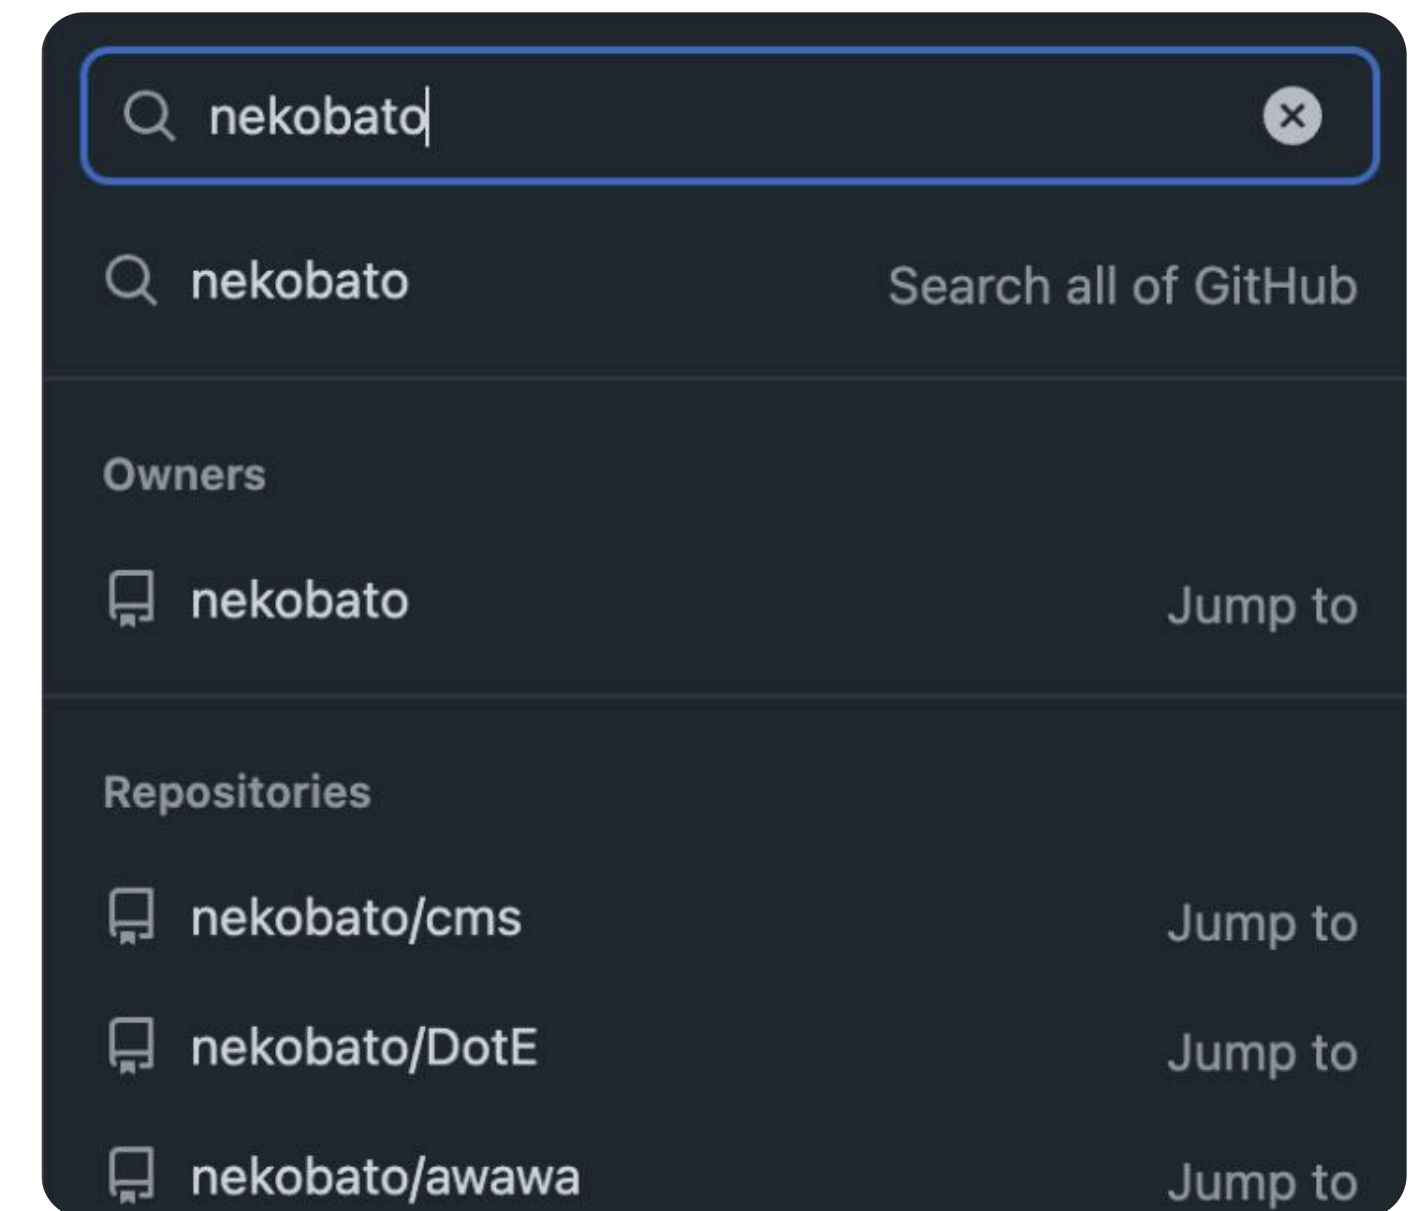 nekobato
nekobato Search all of GitHub
Owners
nekobato Jump to
Repositories
nekobato/cms Jump to
nekobato/DotE Jump to
nekobato/awawa Jump to